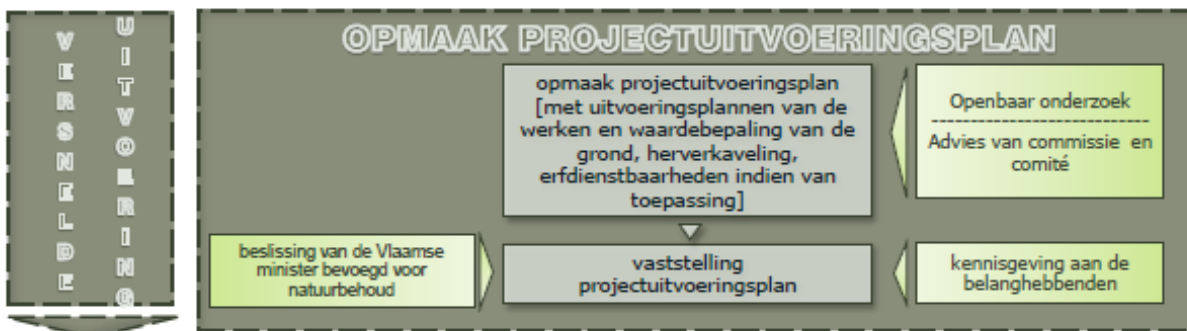 VERSNELDE
UITVOERING
OPMAAK PROJECTUITVOERINGSPLAN
opmaak projectuitvoeringsplan
[met uitvoeringsplannen van de
werken en waardebepaling van de
grond, herverkaveling,
erfdienstbaarheden indien van
toepassing]
Openbaar onderzoek
----------------------------
Advies van commissie en
comité
beslissing van de Vlaamse
minister bevoegd voor
natuurbehoud
vaststelling
projectuitvoeringsplan
kennisgeving aan de
belanghebbenden